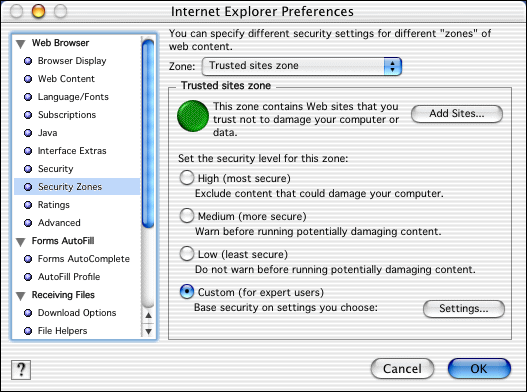 Internet Explorer Preferences
Web Browser
Browser Display
Web Content
Language/Fonts
Subscriptions
Java
Interface Extras
Security
Security Zones
Ratings
Advanced
Forms AutoFill
Forms AutoComplete
AutoFill Profile
Receiving Files
Download Options
File Helpers
You can specify different security settings for different "zones" of
web content.
Zone: Trusted sites zone
Trusted sites zone
This zone contains Web sites that you
trust not to damage your computer or
data.
Add Sites...
Set the security level for this zone:
High (most secure)
Exclude content that could damage your computer.
Medium (more secure)
Warn before running potentially damaging content.
Low (least secure)
Do not warn before running potentially damaging content.
Custom (for expert users)
Base security on settings you choose:
Settings...
?
Cancel
OK